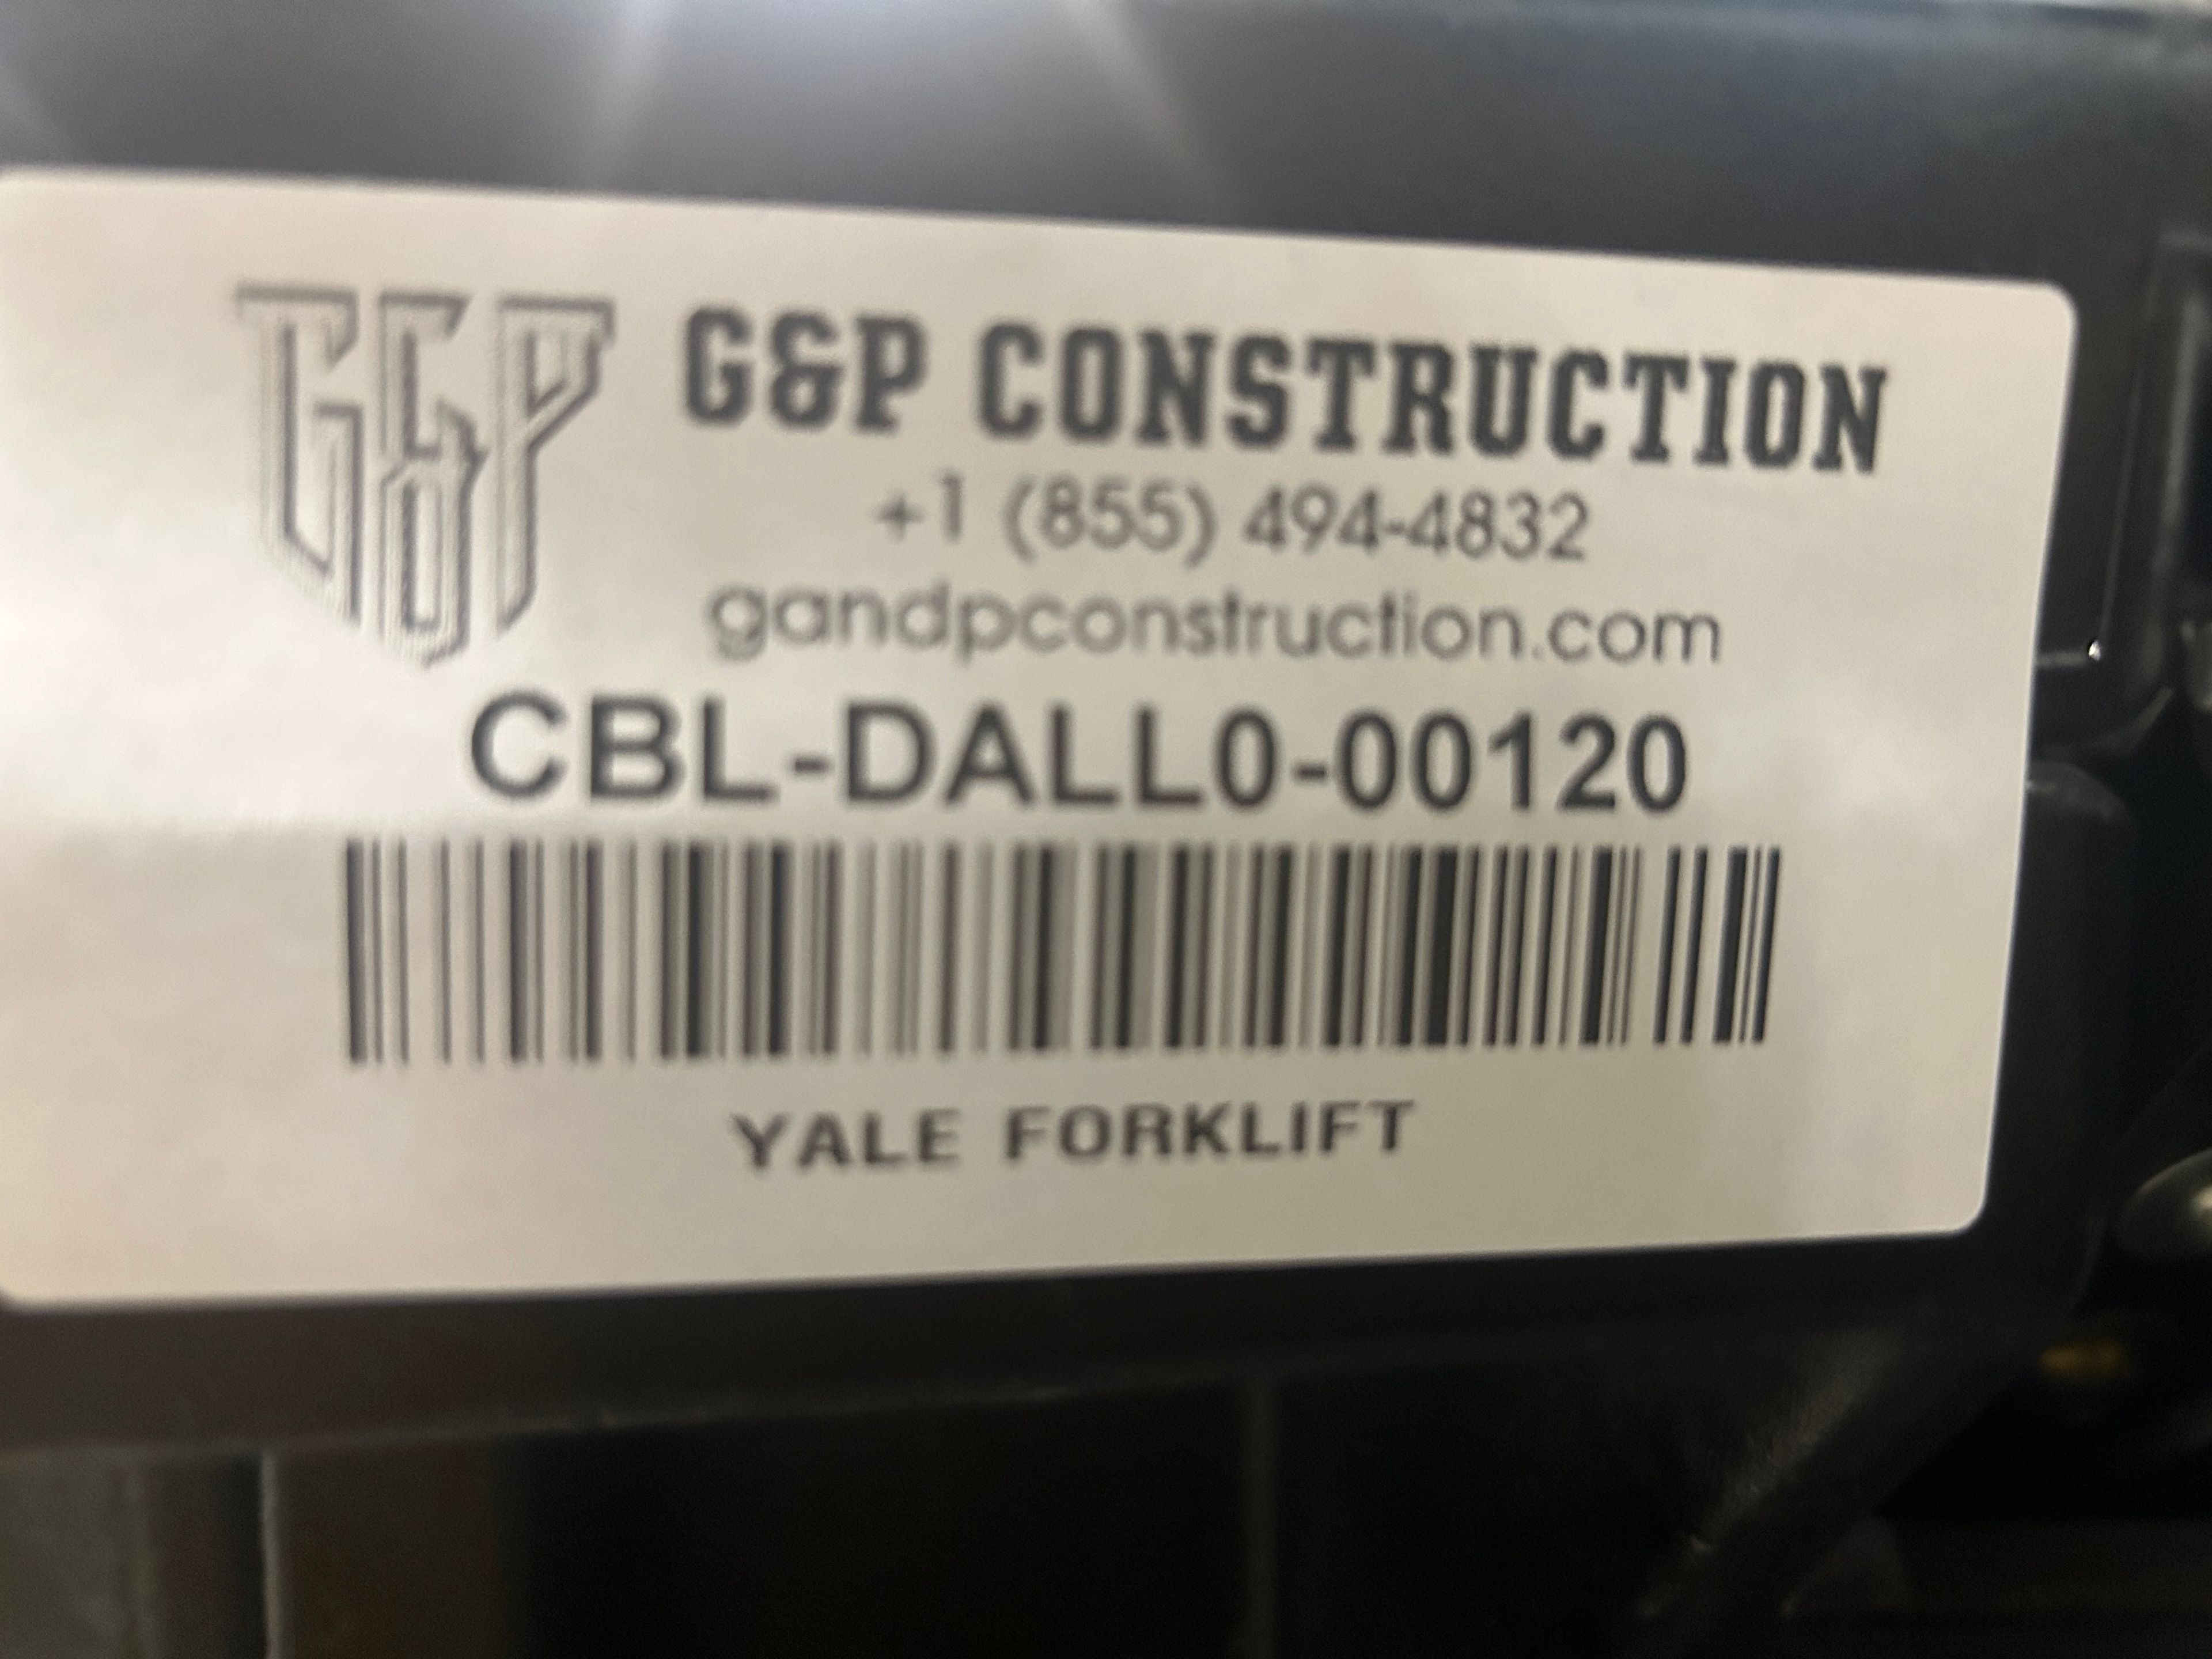 G&P
G&P CONSTRUCTION
+1 (855) 494-4832
gandpconstruction.com
CBL-DALL0-00120
YALE FORKLIFT